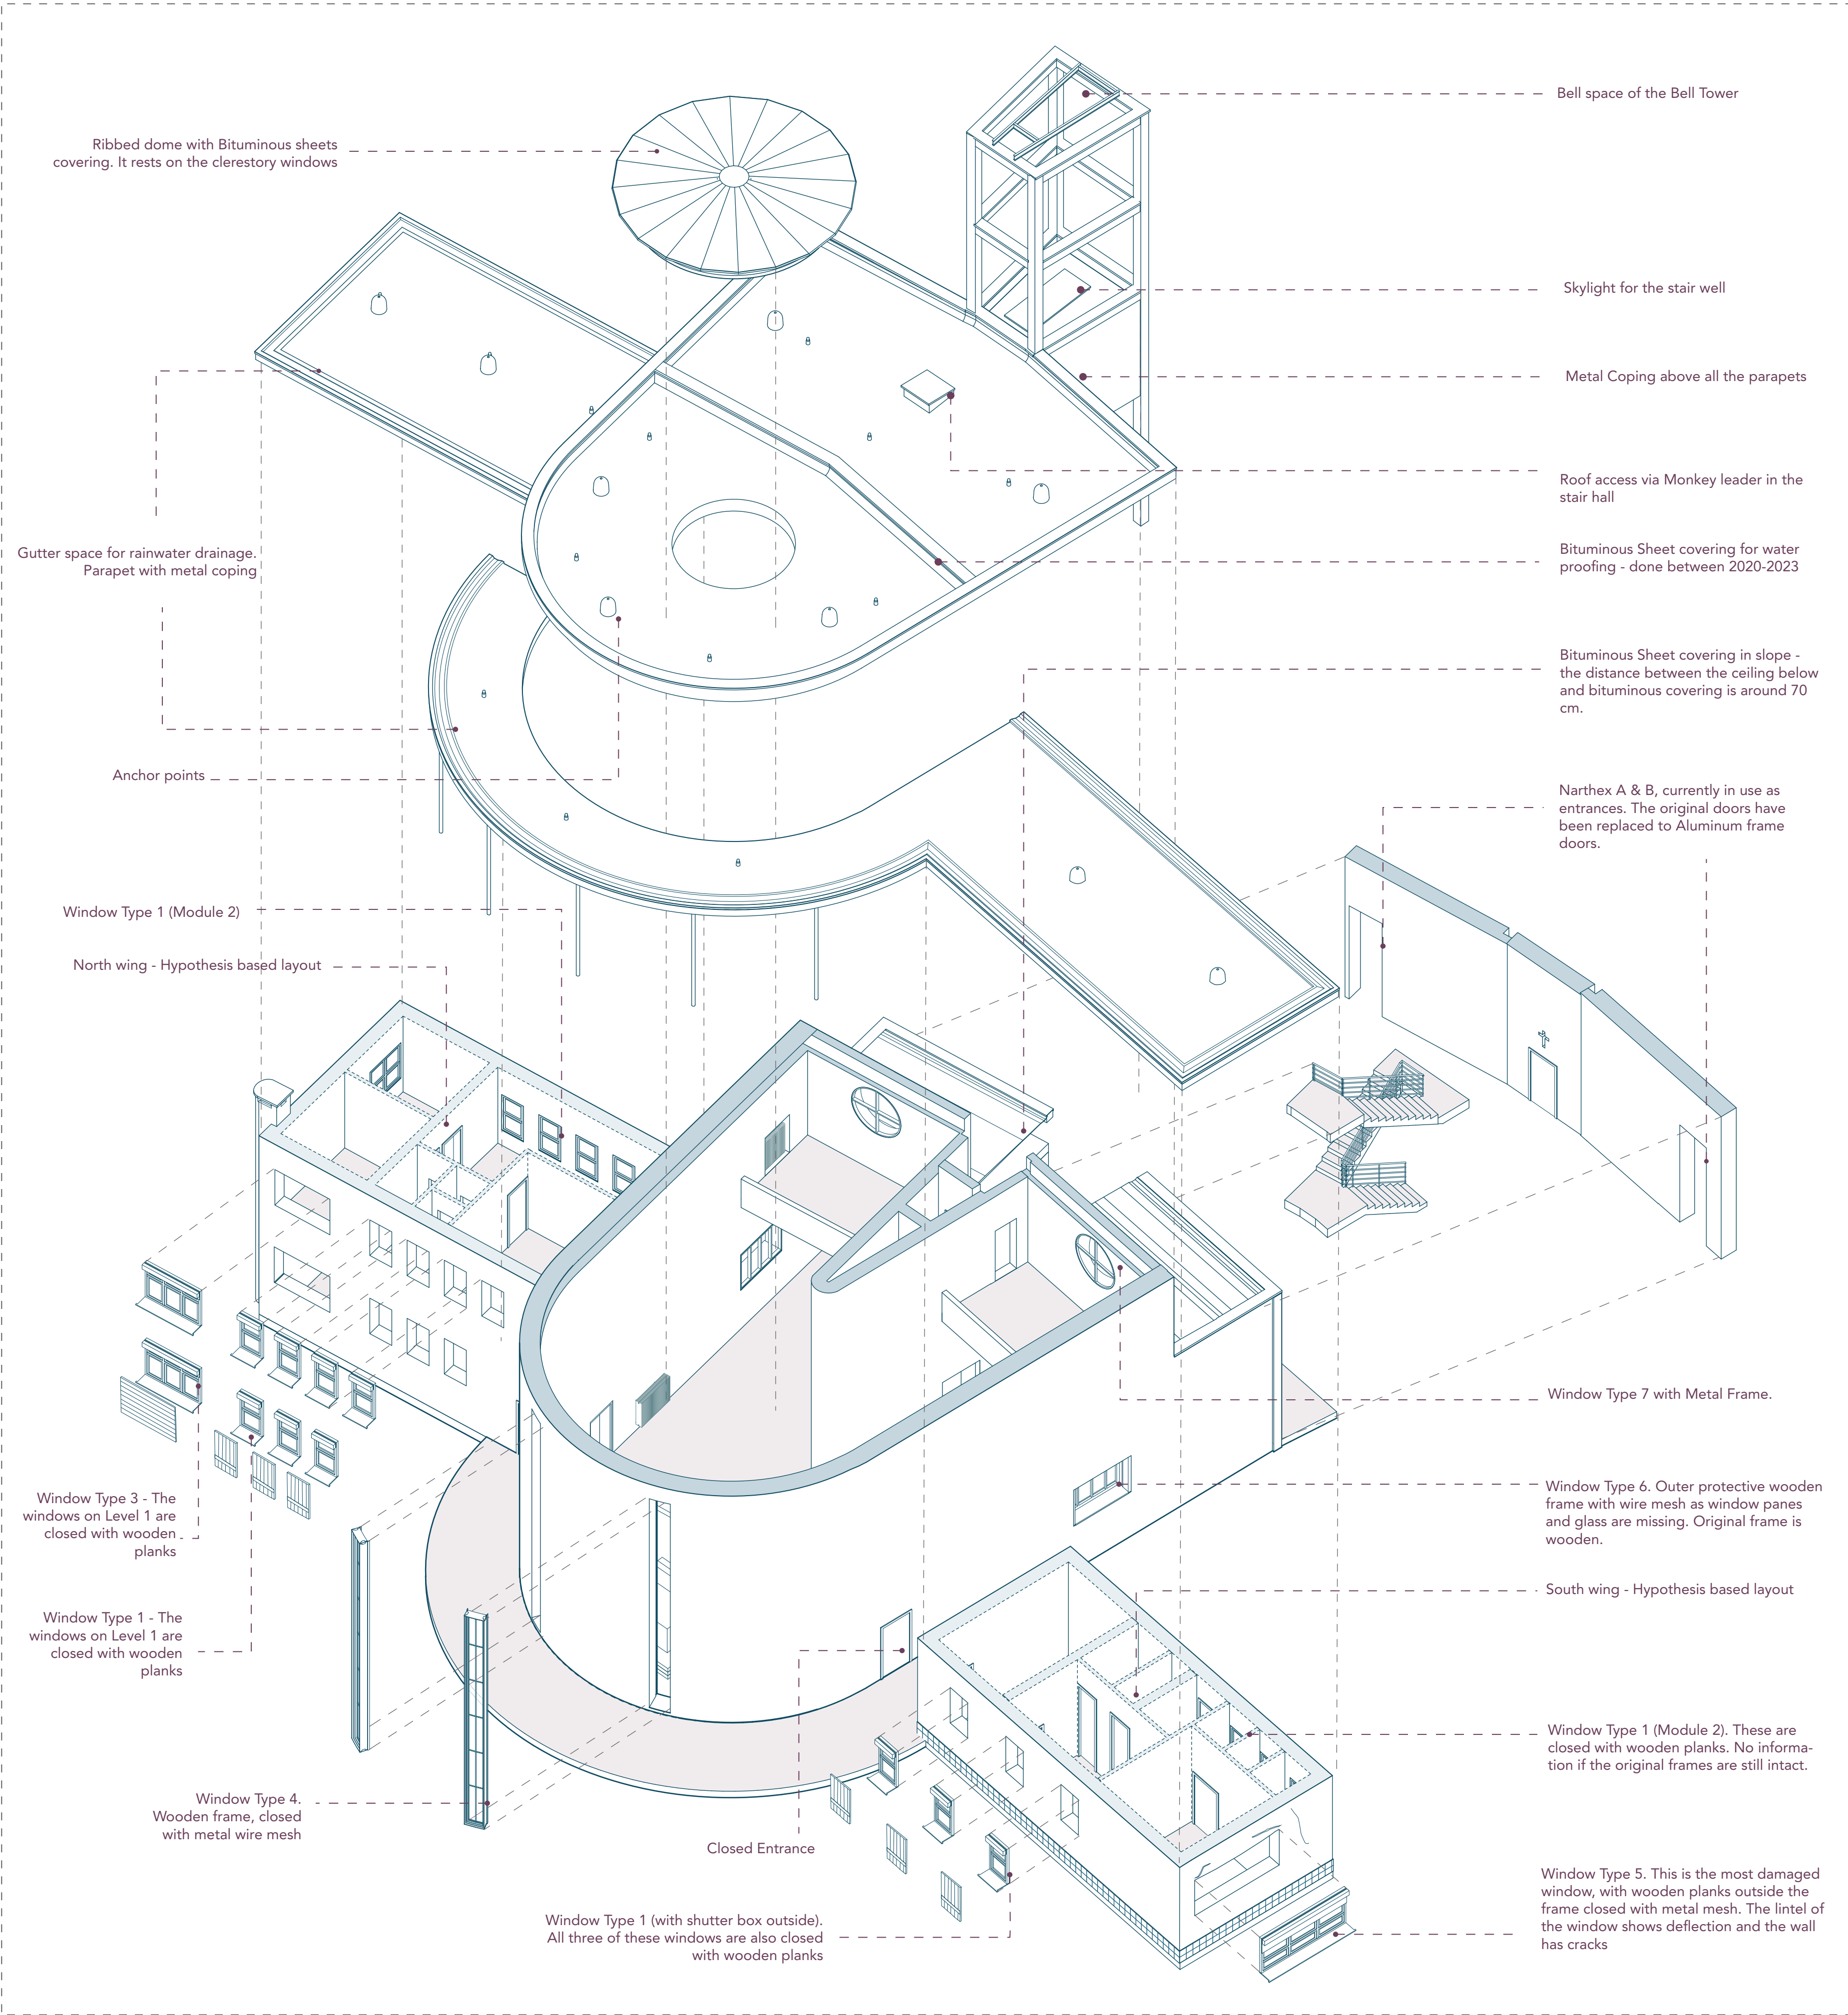 Bell space of the Bell Tower
Ribbed dome with Bituminous sheets
covering. It rests on the clerestory windows
Skylight for the stair well
Metal Coping above all the parapets
Roof access via Monkey leader in the
stair hall
Gutter space for rainwater drainage.
Parapet with metal coping
Bituminous Sheet covering for water
proofing - done between 2020-2023
Bituminous Sheet covering in slope -
the distance between the ceiling below
and bituminous covering is around 70
cm.
Anchor points
Narthex A & B, currently in use as
entrances. The original doors have
been replaced to Aluminum frame
doors.
Window Type 1 (Module 2)
North wing - Hypothesis based layout
Window Type 7 with Metal Frame.
Window Type 3 - The
windows on Level 1 are
closed with wooden
planks
Window Type 6. Outer protective wooden
frame with wire mesh as window panes
and glass are missing. Original frame is
wooden.
South wing - Hypothesis based layout
Window Type 1 - The
windows on Level 1 are
closed with wooden
planks
Window Type 1 (Module 2). These are
closed with wooden planks. No informa-
tion if the original frames are still intact.
Window Type 4.
Wooden frame, closed
with metal wire mesh
Closed Entrance
Window Type 1 (with shutter box outside).
All three of these windows are also closed
with wooden planks
Window Type 5. This is the most damaged
window, with wooden planks outside the
frame closed with metal mesh. The lintel of
the window shows deflection and the wall
has cracks